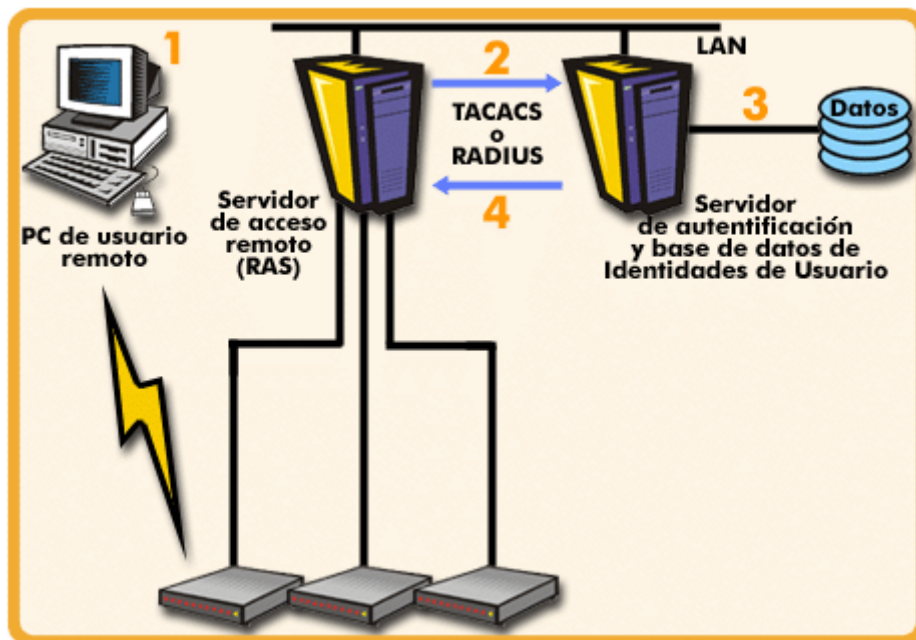 1
PC de usuario
remoto
Servidor
de acceso
remoto
(RAS)
2
TACACS
o
RADIUS
4
LAN
3
Datos
Servidor
de autentificación
y base de datos de
Identidades de Usuario